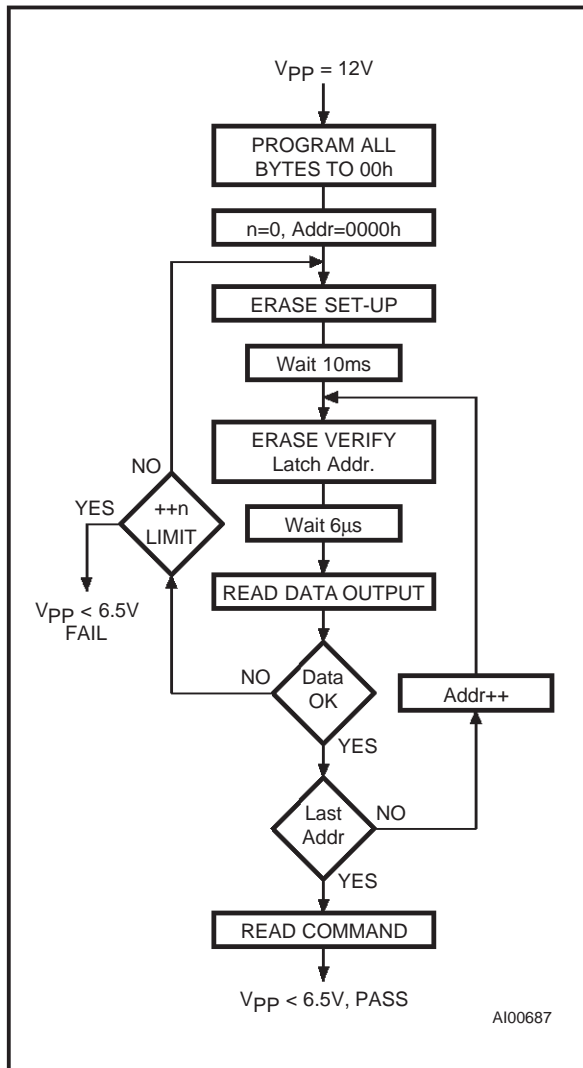 VPP = 12V
PROGRAM ALL
BYTES TO 00h
n=0, Addr=0000h
ERASE SET-UP
Wait 10ms
ERASE VERIFY
Latch Addr.
NO
YES
++n
LIMIT
Wait 6µs
VPP < 6.5V
FAIL
READ DATA OUTPUT
NO
Data
OK
YES
Addr++
Last
Addr
NO
YES
READ COMMAND
VPP < 6.5V, PASS
AI00687